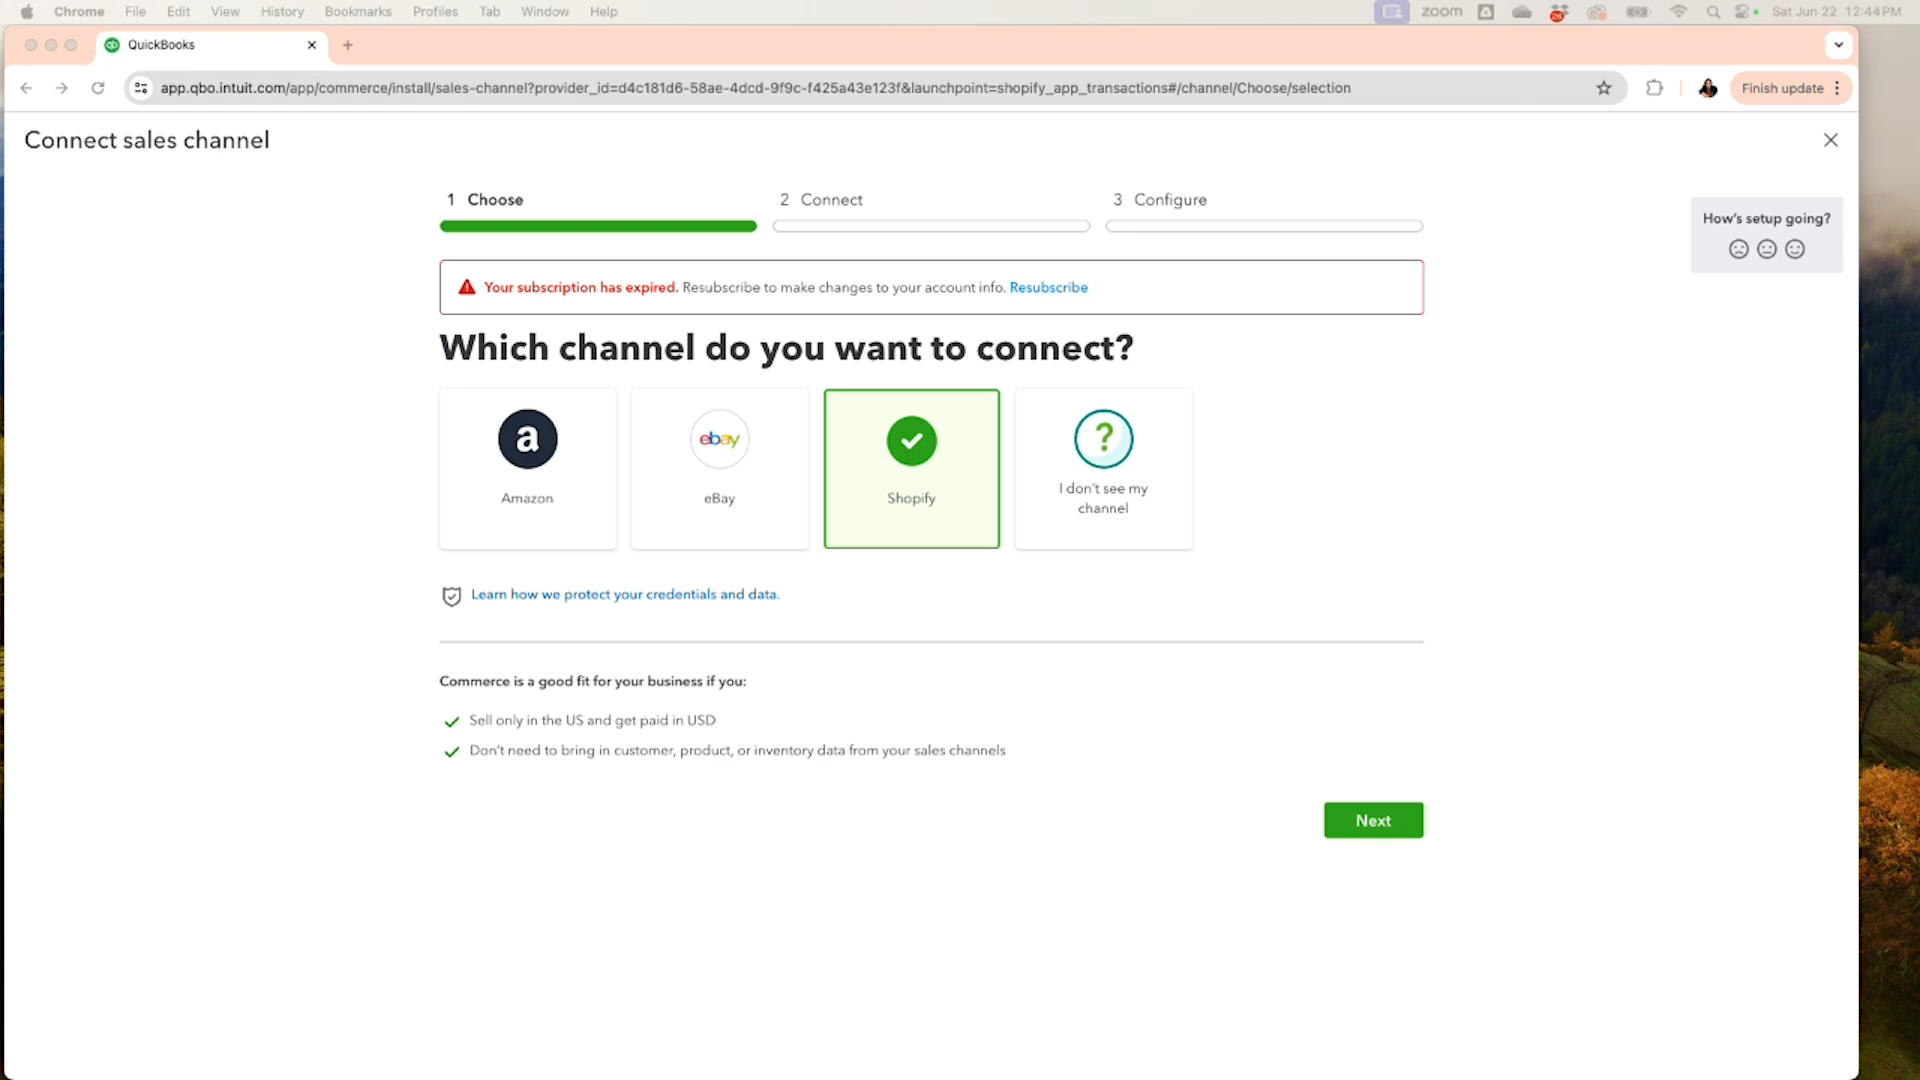 Chrome File Edit View History Bookmarks Profiles Tab Window Help
zoom
26
Sat Jun 22 12:44 PM
qb QuickBooks
app.qbo.intuit.com/app/commerce/install/sales-channel?provider_id=d4c181d6-58ae-4dcd-9f9c-f425a43e123f&launchpoint=shopify_app_transactions#/channel/Choose/selection
Finish update
Connect sales channel
1 Choose
2 Connect
3 Configure
How's setup going?
Your subscription has expired. Resubscribe to make changes to your account info. Resubscribe
Which channel do you want to connect?
a
ebay
?
Amazon
eBay
Shopify
I don't see my
channel
Learn how we protect your credentials and data.
Commerce is a good fit for your business if you:
Sell only in the US and get paid in USD
Don't need to bring in customer, product, or inventory data from your sales channels
Next